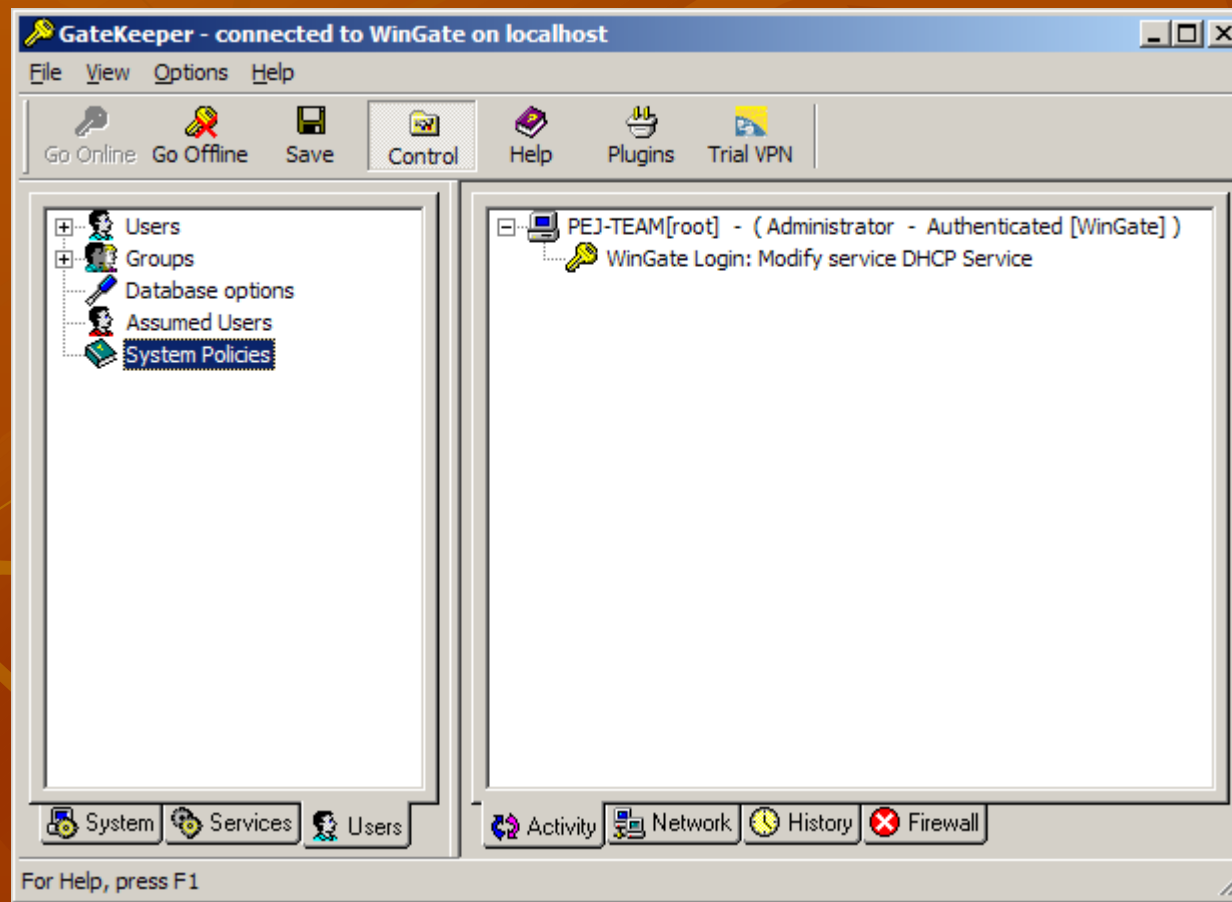 GateKeeper - connected to WinGate on localhost
File View Options Help
Go Online Go Offline Save Control Help Plugins Trial VPN
Users
Groups
Database options
Assumed Users
System Policies
PEJ-TEAM[root] - ( Administrator - Authenticated [WinGate] )
WinGate Login: Modify service DHCP Service
System Services Users
Activity Network History Firewall
For Help, press F1